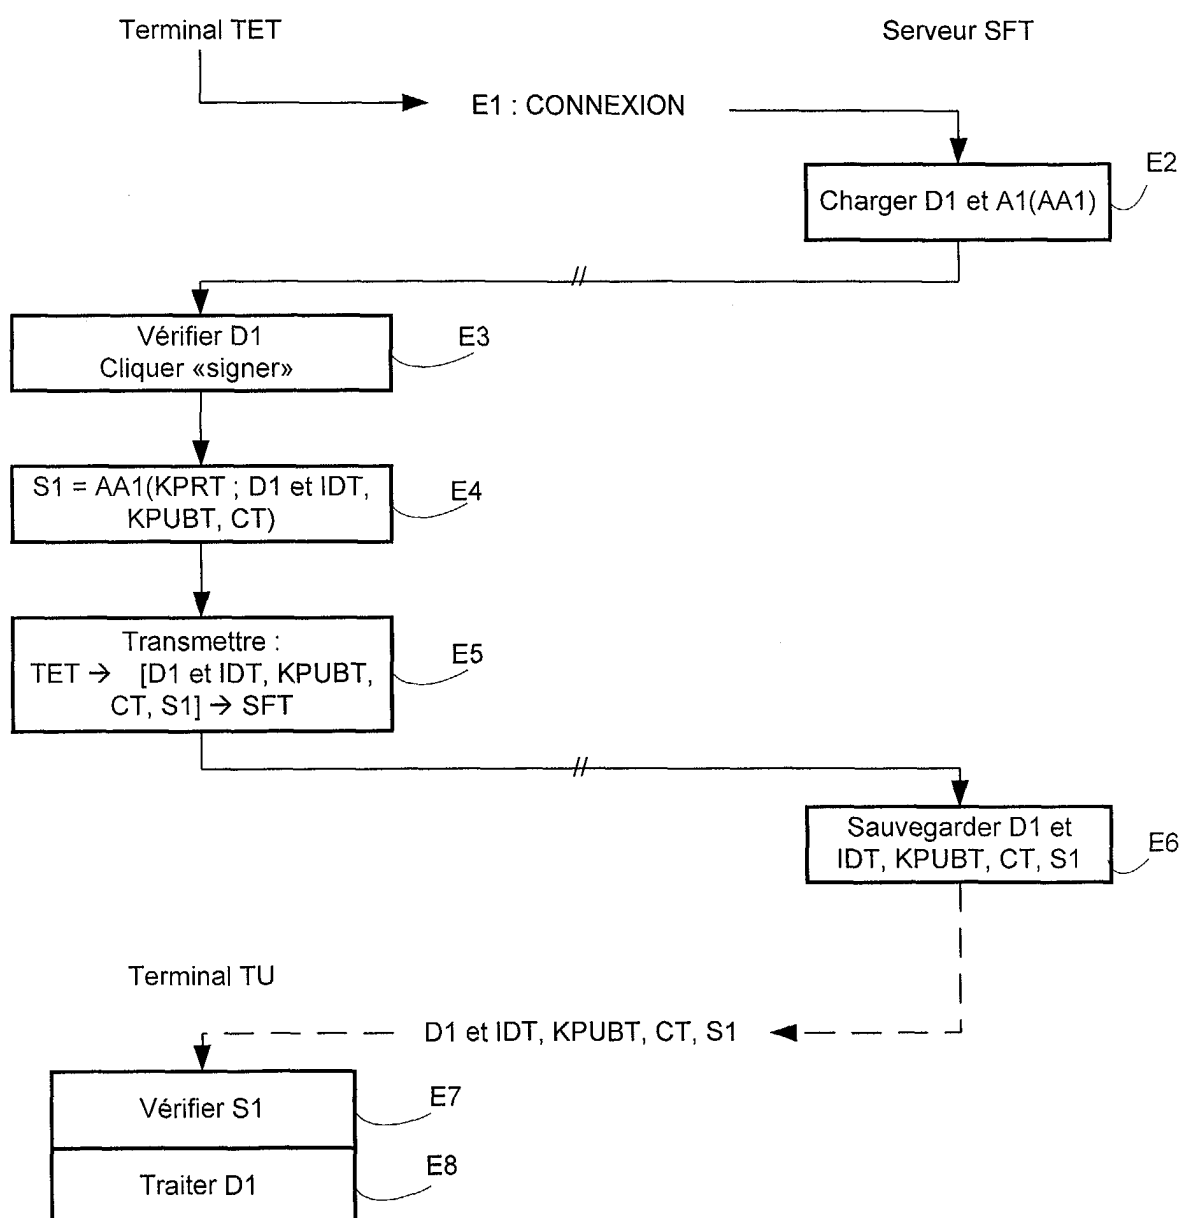 Terminal TET
Serveur SFT
E1 : CONNEXION
E2
Charger D1 et A1(AA1)
Vérifier D1
Cliquer «signer»
E3
S1 = AA1(KPRT ; D1 et IDT,
KPUBT, CT)
E4
Transmettre :
TET → [D1 et IDT, KPUBT,
CT, S1] → SFT
E5
Sauvegarder D1 et
IDT, KPUBT, CT, S1
E6
Terminal TU
D1 et IDT, KPUBT, CT, S1
Vérifier S1
E7
Traiter D1
E8